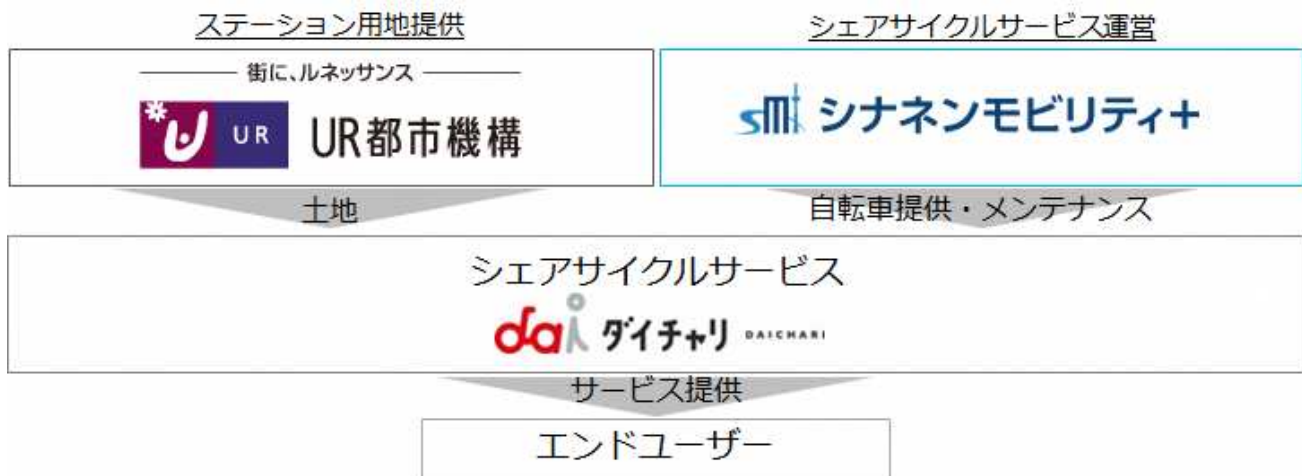 ステーション用地提供
シェアサイクルサービス運営
街に、ルネッサンス
UR UR都市機構
smt シナネンモビリティ+
土地
自転車提供・メンテナンス
シェアサイクルサービス
dai ダイチャリ DAICHARI
サービス提供
エンドユーザー